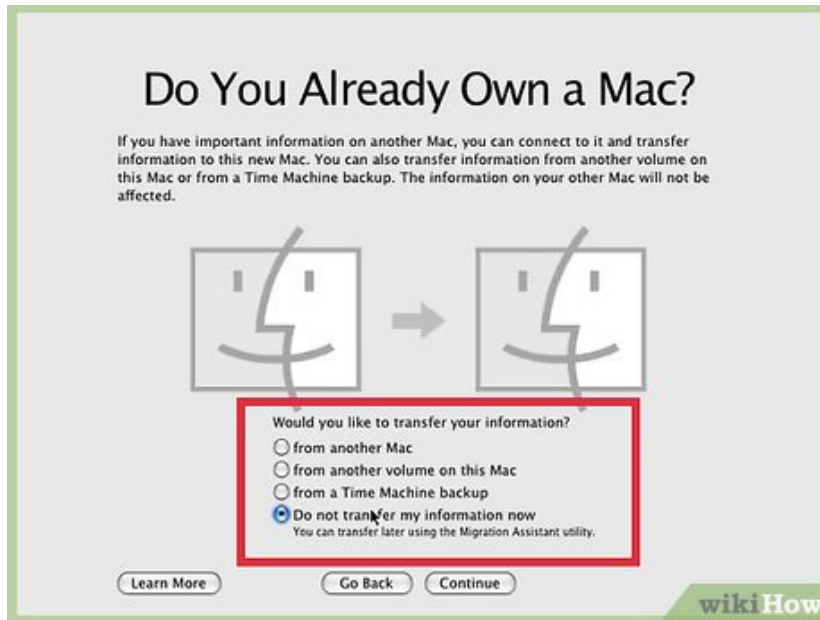 Do You Already Own a Mac?
If you have important information on another Mac, you can connect to it and transfer
information to this new Mac. You can also transfer information from another volume on
this Mac or from a Time Machine backup. The information on your other Mac will not be
affected.
Would you like to transfer your information?
from another Mac
from another volume on this Mac
from a Time Machine backup
Do not transfer my information now
You can transfer later using the Migration Assistant utility.
Learn More
Go Back
Continue
wikiHow